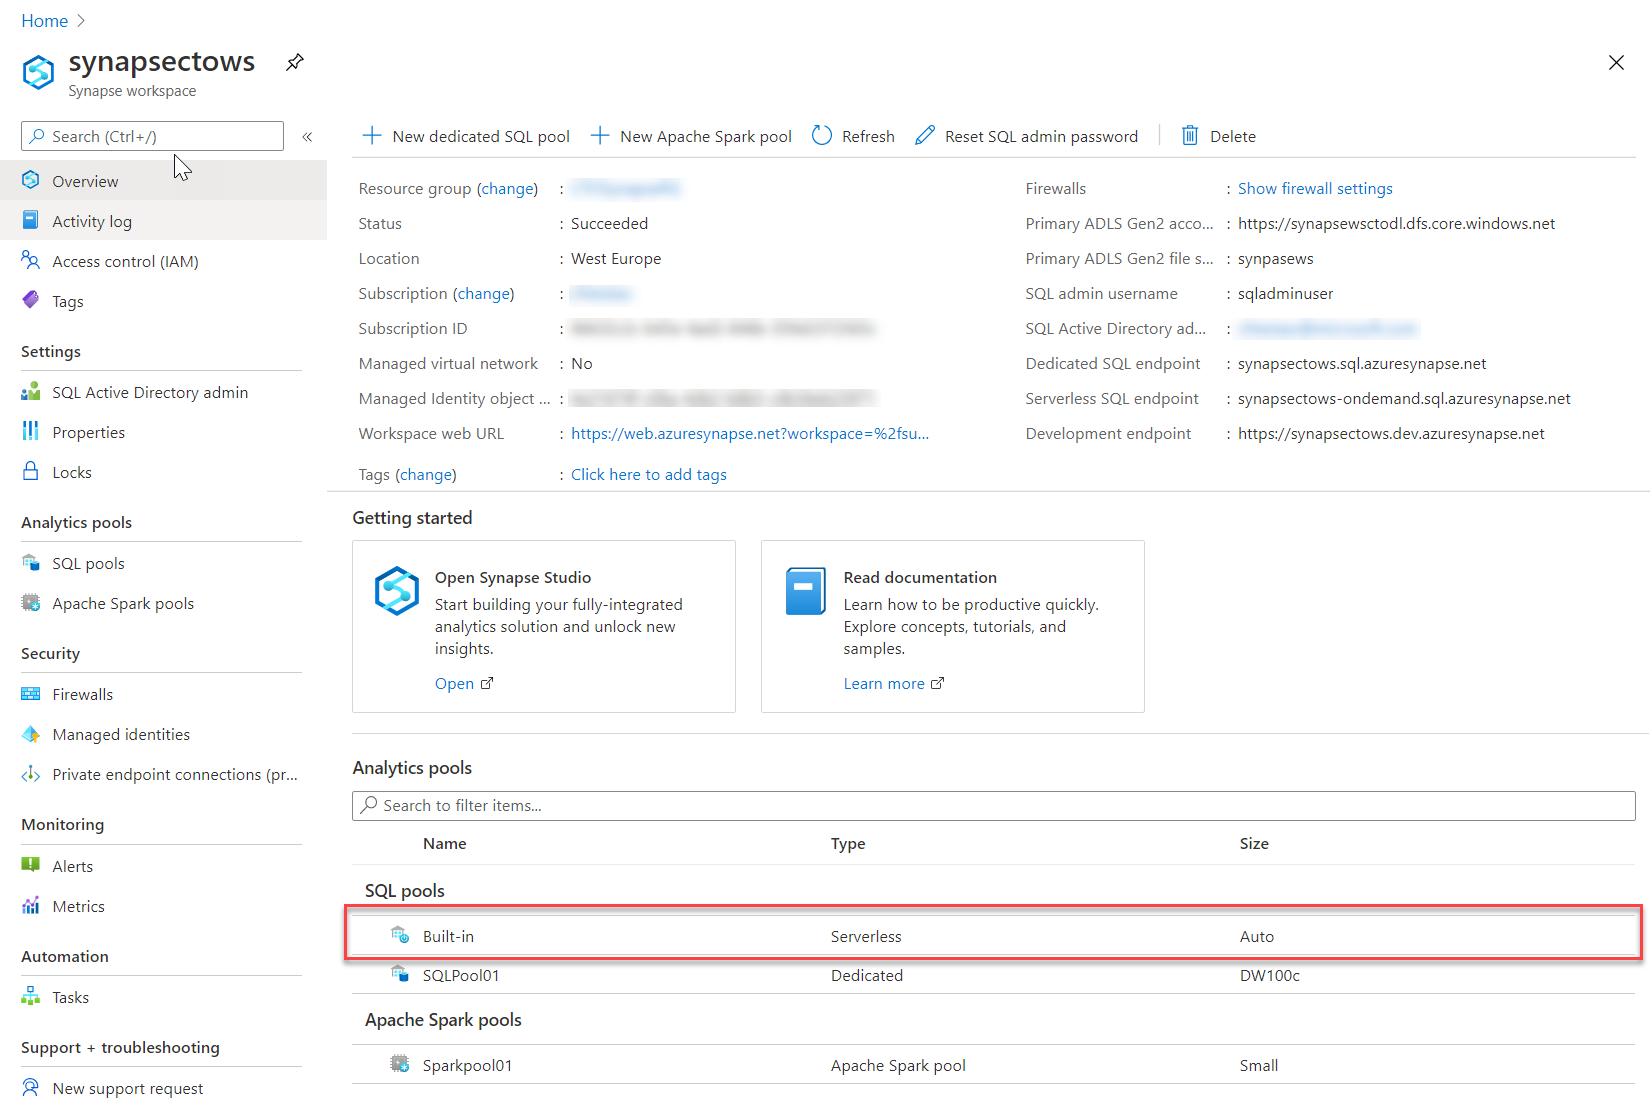 Home
synapsectows
Synapse workspace
Search (Ctrl+/)
Overview
Activity log
Access control (IAM)
Tags
Settings
SQL Active Directory admin
Properties
Locks
Analytics pools
SQL pools
Apache Spark pools
Security
Firewalls
Managed identities
Private endpoint connections (pr...
Monitoring
Alerts
Metrics
Automation
Tasks
Support + troubleshooting
New support request
New dedicated SQL pool New Apache Spark pool Refresh Reset SQL admin password Delete
Resource group (change) :
Status : Succeeded
Location : West Europe
Subscription (change) :
Subscription ID :
Managed virtual network : No
Managed Identity object ... :
Workspace web URL : https://web.azuresynapse.net?workspace=%2fsu...
Tags (change) : Click here to add tags
Firewalls : Show firewall settings
Primary ADLS Gen2 acco... : https://synapsewsctodl.dfs.core.windows.net
Primary ADLS Gen2 file s... : synpasews
SQL admin username : sqladminuser
SQL Active Directory ad... :
Dedicated SQL endpoint : synapsectows.sql.azuresynapse.net
Serverless SQL endpoint : synapsectows-ondemand.sql.azuresynapse.net
Development endpoint : https://synapsectows.dev.azuresynapse.net
Getting started
Open Synapse Studio
Start building your fully-integrated
analytics solution and unlock new
insights.
Open
Read documentation
Learn how to be productive quickly.
Explore concepts, tutorials, and
samples.
Learn more
Analytics pools
Search to filter items...
Name Type Size
SQL pools
Built-in Serverless Auto
SQLPool01 Dedicated DW100c
Apache Spark pools
Sparkpool01 Apache Spark pool Small